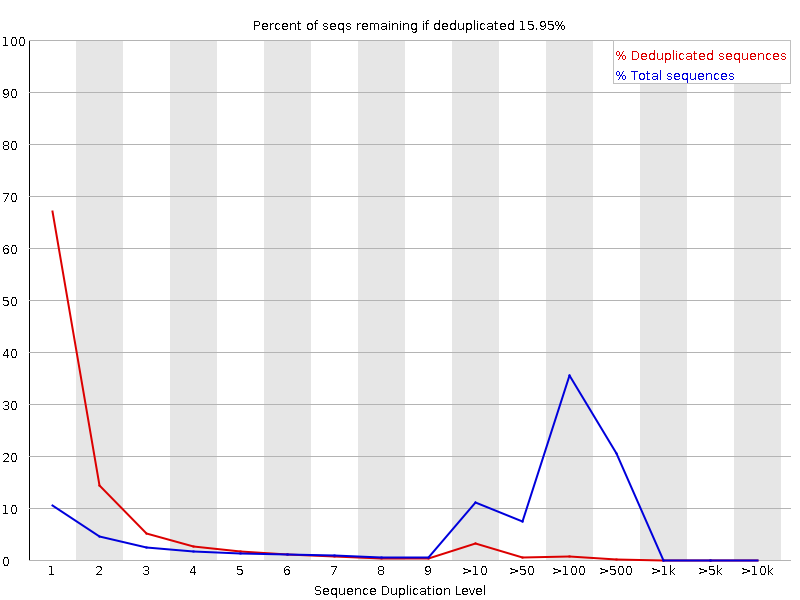 Percent of seqs remaining if deduplicated 15.95%
% Deduplicated sequences
% Total sequences
100
90
80
70
60
50
40
30
20
10
0
1 2 3 4 5 6 7 8 9 >10 >50 >100 >500 >1k >5k >10k
Sequence Duplication Level